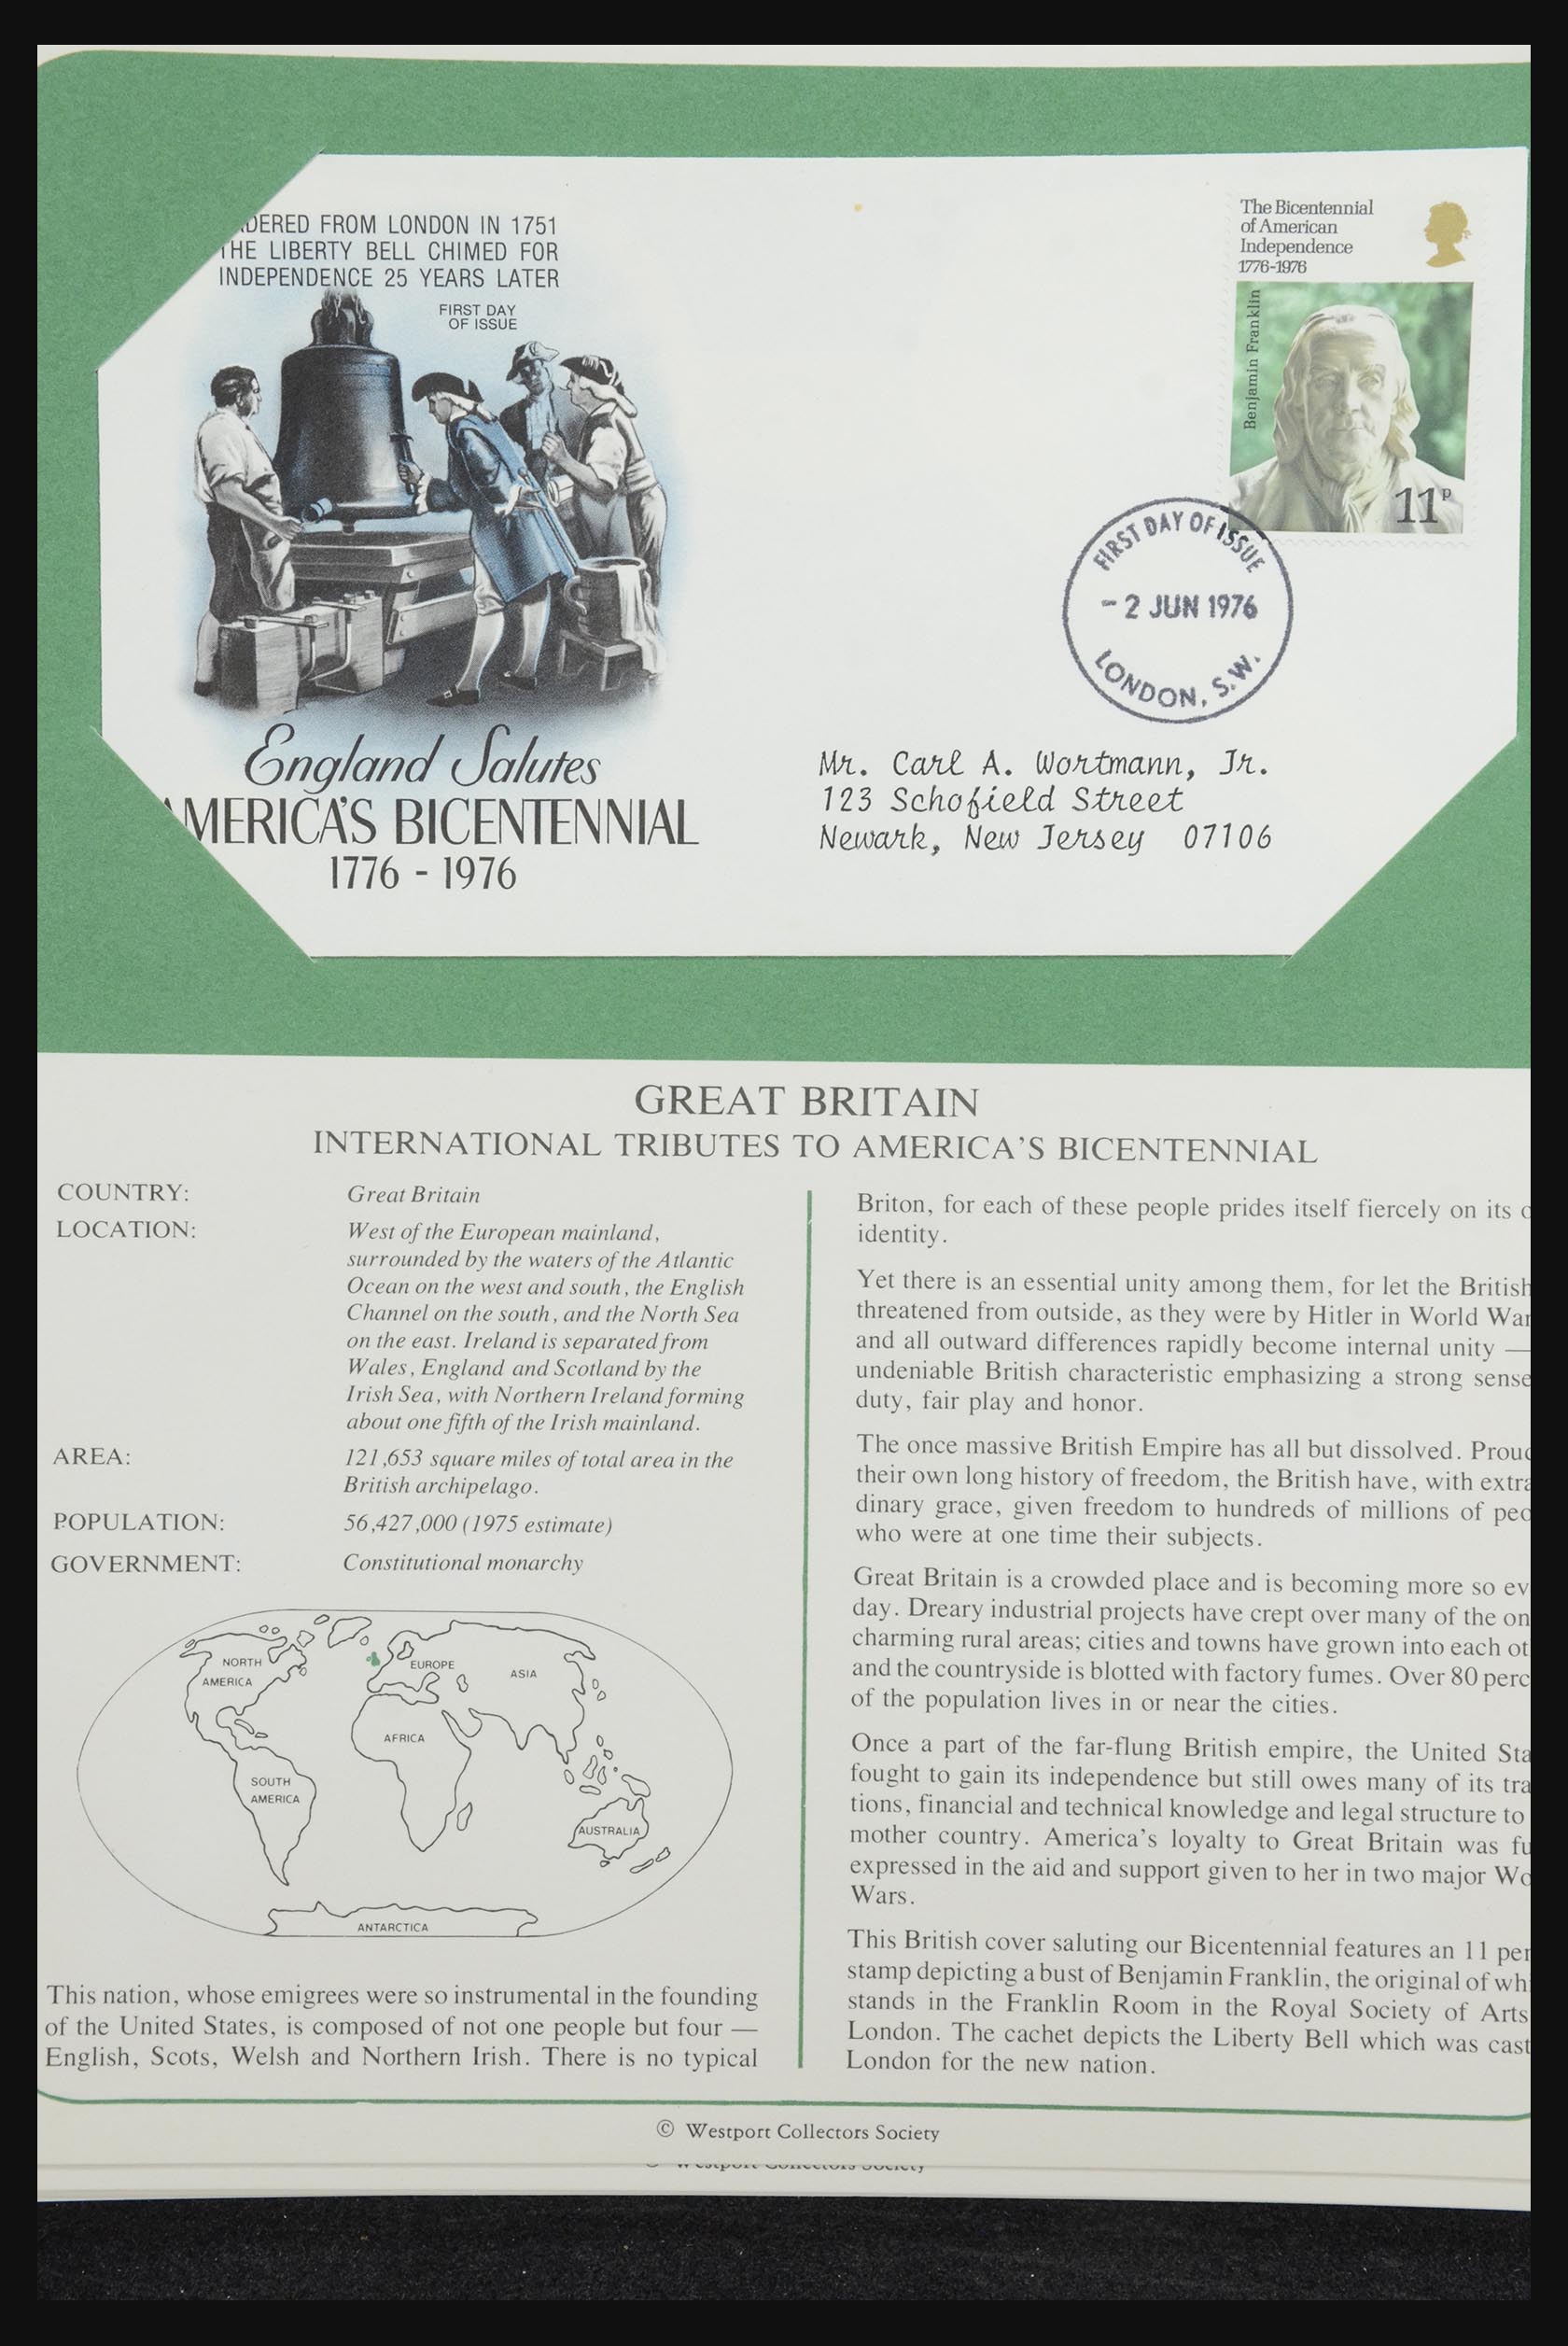 DERED FROM LONDON IN 1751
THE LIBERTY BELL CHIMED FOR
INDEPENDENCE 25 YEARS LATER
FIRST DAY
OF ISSUE
England Salutes
AMERICA'S BICENTENNIAL
1776 - 1976
The Bicentennial
of American
Independence
1776-1976
Benjamin Franklin
11P
FIRST DAY OF ISSUE
- 2 JUN 1976
LONDON, S.W.
Mr. Carl A. Wortmann, Jr.
123 Schofield Street
Newark, New Jersey 07106
GREAT BRITAIN
INTERNATIONAL TRIBUTES TO AMERICA'S BICENTENNIAL
COUNTRY: Great Britain
LOCATION: West of the European mainland,
surrounded by the waters of the Atlantic
Ocean on the west and south, the English
Channel on the south, and the North Sea
on the east. Ireland is separated from
Wales, England and Scotland by the
Irish Sea, with Northern Ireland forming
about one fifth of the Irish mainland.
AREA: 121,653 square miles of total area in the
British archipelago.
POPULATION: 56,427,000 (1975 estimate)
GOVERNMENT: Constitutional monarchy
NORTH
AMERICA
EUROPE
ASIA
AFRICA
SOUTH
AMERICA
AUSTRALIA
ANTARCTICA
This nation, whose emigrees were so instrumental in the founding
of the United States, is composed of not one people but four —
English, Scots, Welsh and Northern Irish. There is no typical
Briton, for each of these people prides itself fiercely on its
identity.
Yet there is an essential unity among them, for let the British
threatened from outside, as they were by Hitler in World War
and all outward differences rapidly become internal unity —
undeniable British characteristic emphasizing a strong sense
duty, fair play and honor.
The once massive British Empire has all but dissolved. Proud
their own long history of freedom, the British have, with extra
dinary grace, given freedom to hundreds of millions of peo
who were at one time their subjects.
Great Britain is a crowded place and is becoming more so ev
day. Dreary industrial projects have crept over many of the on
charming rural areas; cities and towns have grown into each ot
and the countryside is blotted with factory fumes. Over 80 perc
of the population lives in or near the cities.
Once a part of the far-flung British empire, the United Sta
fought to gain its independence but still owes many of its tra
tions, financial and technical knowledge and legal structure to
mother country. America's loyalty to Great Britain was fu
expressed in the aid and support given to her in two major Wo
Wars.
This British cover saluting our Bicentennial features an 11 pen
stamp depicting a bust of Benjamin Franklin, the original of wh
stands in the Franklin Room in the Royal Society of Arts
London. The cachet depicts the Liberty Bell which was cast
London for the new nation.
© Westport Collectors Society
© Westport Collectors Society